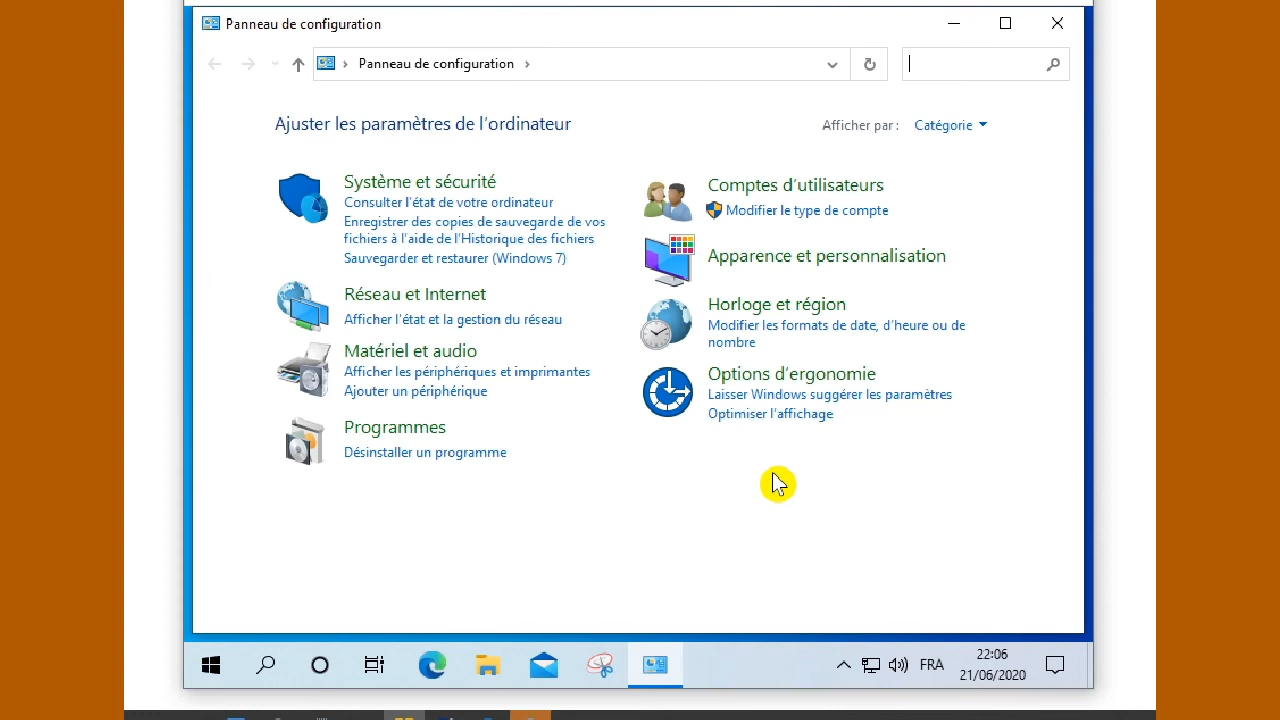 Panneau de configuration
Panneau de configuration
Ajuster les paramètres de l'ordinateur
Afficher par :
Catégorie
Système et sécurité
Consulter l'état de votre ordinateur
Enregistrer des copies de sauvegarde de vos
fichiers à l'aide de l'Historique des fichiers
Sauvegarder et restaurer (Windows 7)
Réseau et Internet
Afficher l'état et la gestion du réseau
Matériel et audio
Afficher les périphériques et imprimantes
Ajouter un périphérique
Programmes
Désinstaller un programme
Comptes d'utilisateurs
Modifier le type de compte
Apparence et personnalisation
Horloge et région
Modifier les formats de date, d'heure ou de
nombre
Options d'ergonomie
Laisser Windows suggérer les paramètres
Optimiser l'affichage
FRA
22:06
21/06/2020